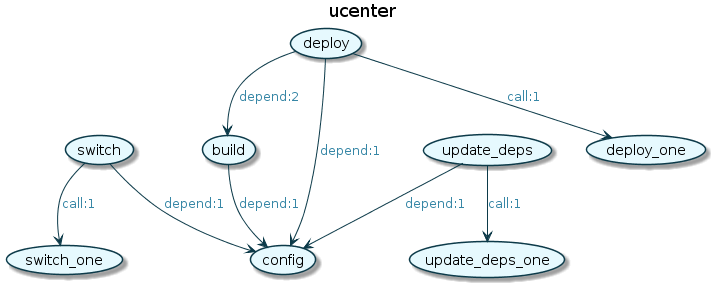 ucenter
deploy
depend:2
call:1
depend:1
switch
build
update_deps
deploy_one
call:1
depend:1
depend:1
depend:1
call:1
switch_one
config
update_deps_one